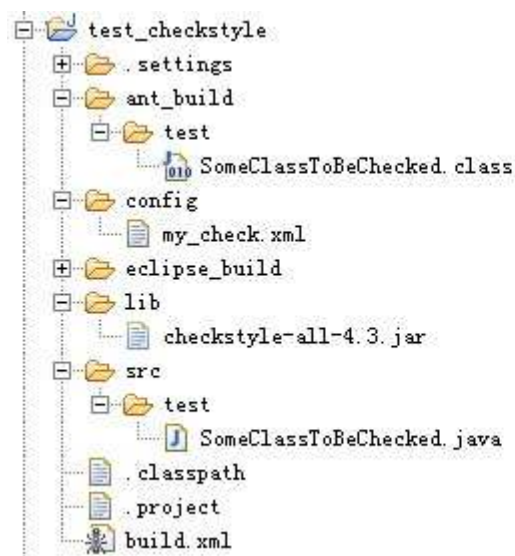 test_checkstyle
.settings
ant_build
test
SomeClassToBeChecked.class
config
my_check.xml
eclipse_build
lib
checkstyle-all-4.3.jar
src
test
SomeClassToBeChecked.java
.classpath
.project
build.xml